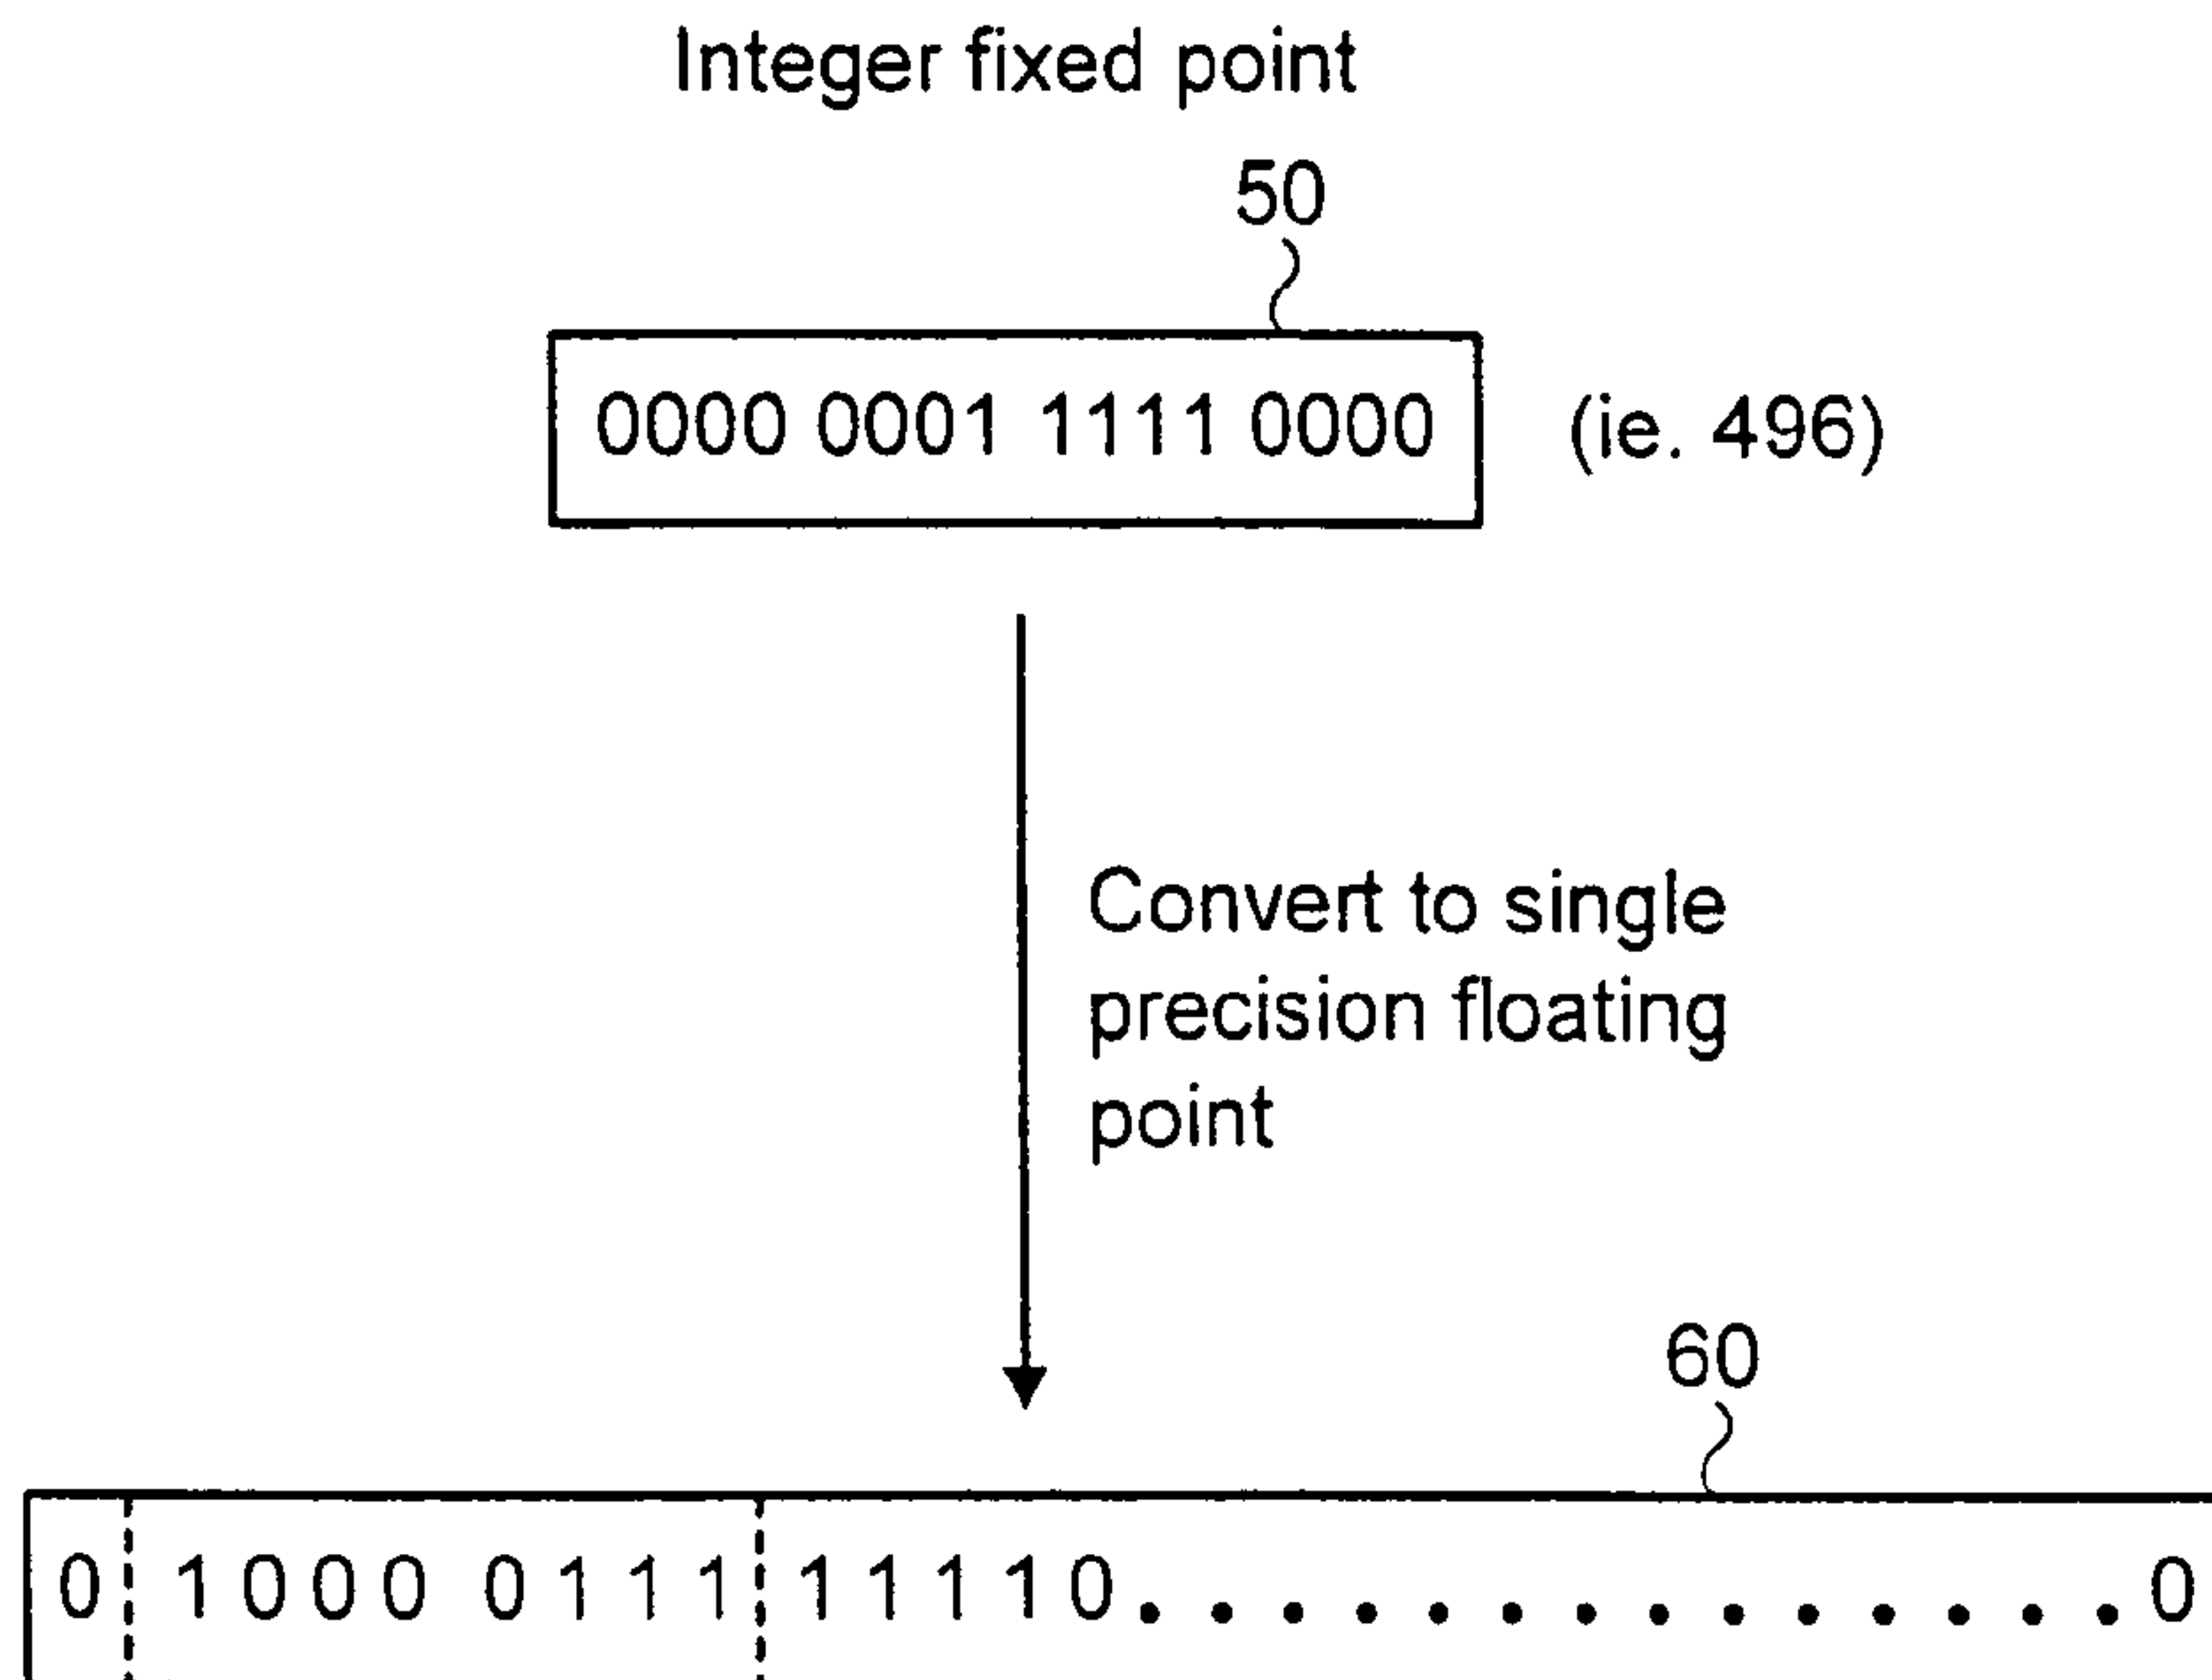 Integer fixed point
50
0000 0001 1111 0000 (ie. 496)
Convert to single
precision floating
point
60
0 1000 0111 11110..............0